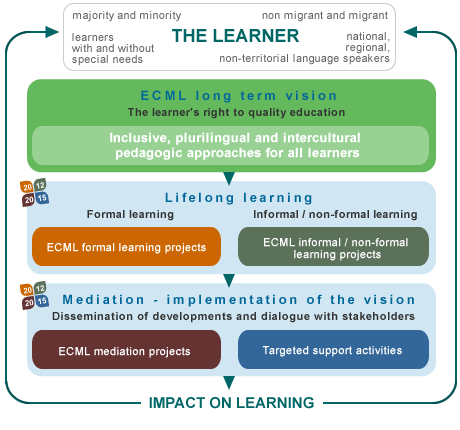 majority and minority
non migrant and migrant
learners
with and without
special needs
THE LEARNER
national,
regional,
non-territorial language speakers
ECML long term vision
The learner's right to quality education
Inclusive, plurilingual and intercultural
pedagogic approaches for all learners
20 12
20 15
Lifelong learning
Formal learning
Informal / non-formal learning
ECML formal learning projects
ECML informal / non-formal
learning projects
20 12
20 15
Mediation - implementation of the vision
Dissemination of developments and dialogue with stakeholders
ECML mediation projects
Targeted support activities
IMPACT ON LEARNING